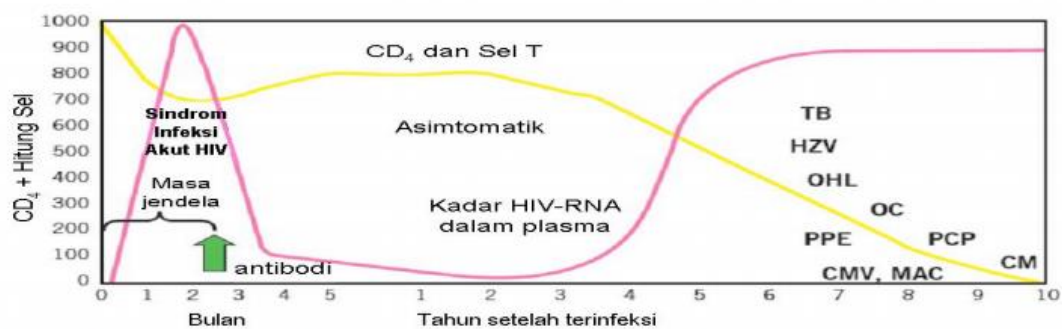 CD4 + Hitung Sel
1000
900
800
700
600
500
400
300
200
100
0
CD4 dan Sel T
Sindrom
Infeksi
Akut HIV
Asimtomatik
Masa
jendela
antibodi
Kadar HIV-RNA
dalam plasma
TB
HZV
OHL
OC
PPE
PCP
CM
CMV, MAC
0 1 2 3 4 5 1 2 3 4 5 6 7 8 9 10
Bulan
Tahun setelah terinfeksi